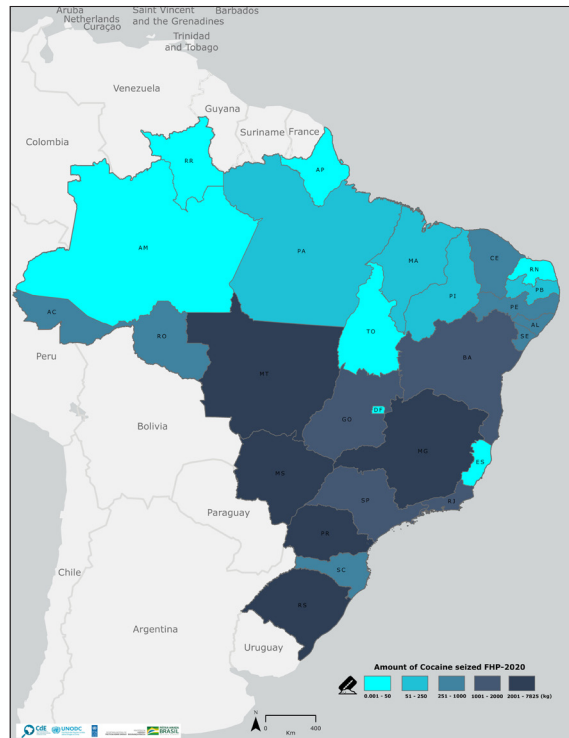 Aruba
Netherlands
Curaçao
Saint Vincent
and the Grenadines
Barbados
Trinidad
and Tobago
Venezuela
Guyana
Suriname
France
Colombia
RR
AP
AM
PA
MA
CE
RN
PB
PI
PE
AL
SE
AC
RO
TO
BA
MT
Peru
Bolivia
GO
DF
MG
ES
MS
SP
RJ
Paraguay
PR
SC
Chile
RS
Argentina
Uruguay
Amount of Cocaine seized FHP-2020
0.001 - 50
51 - 250
251 - 1000
1001 - 2000
2001 - 7825 (kg)
N
0
400
Km
CdE
UNODC
BRASIL